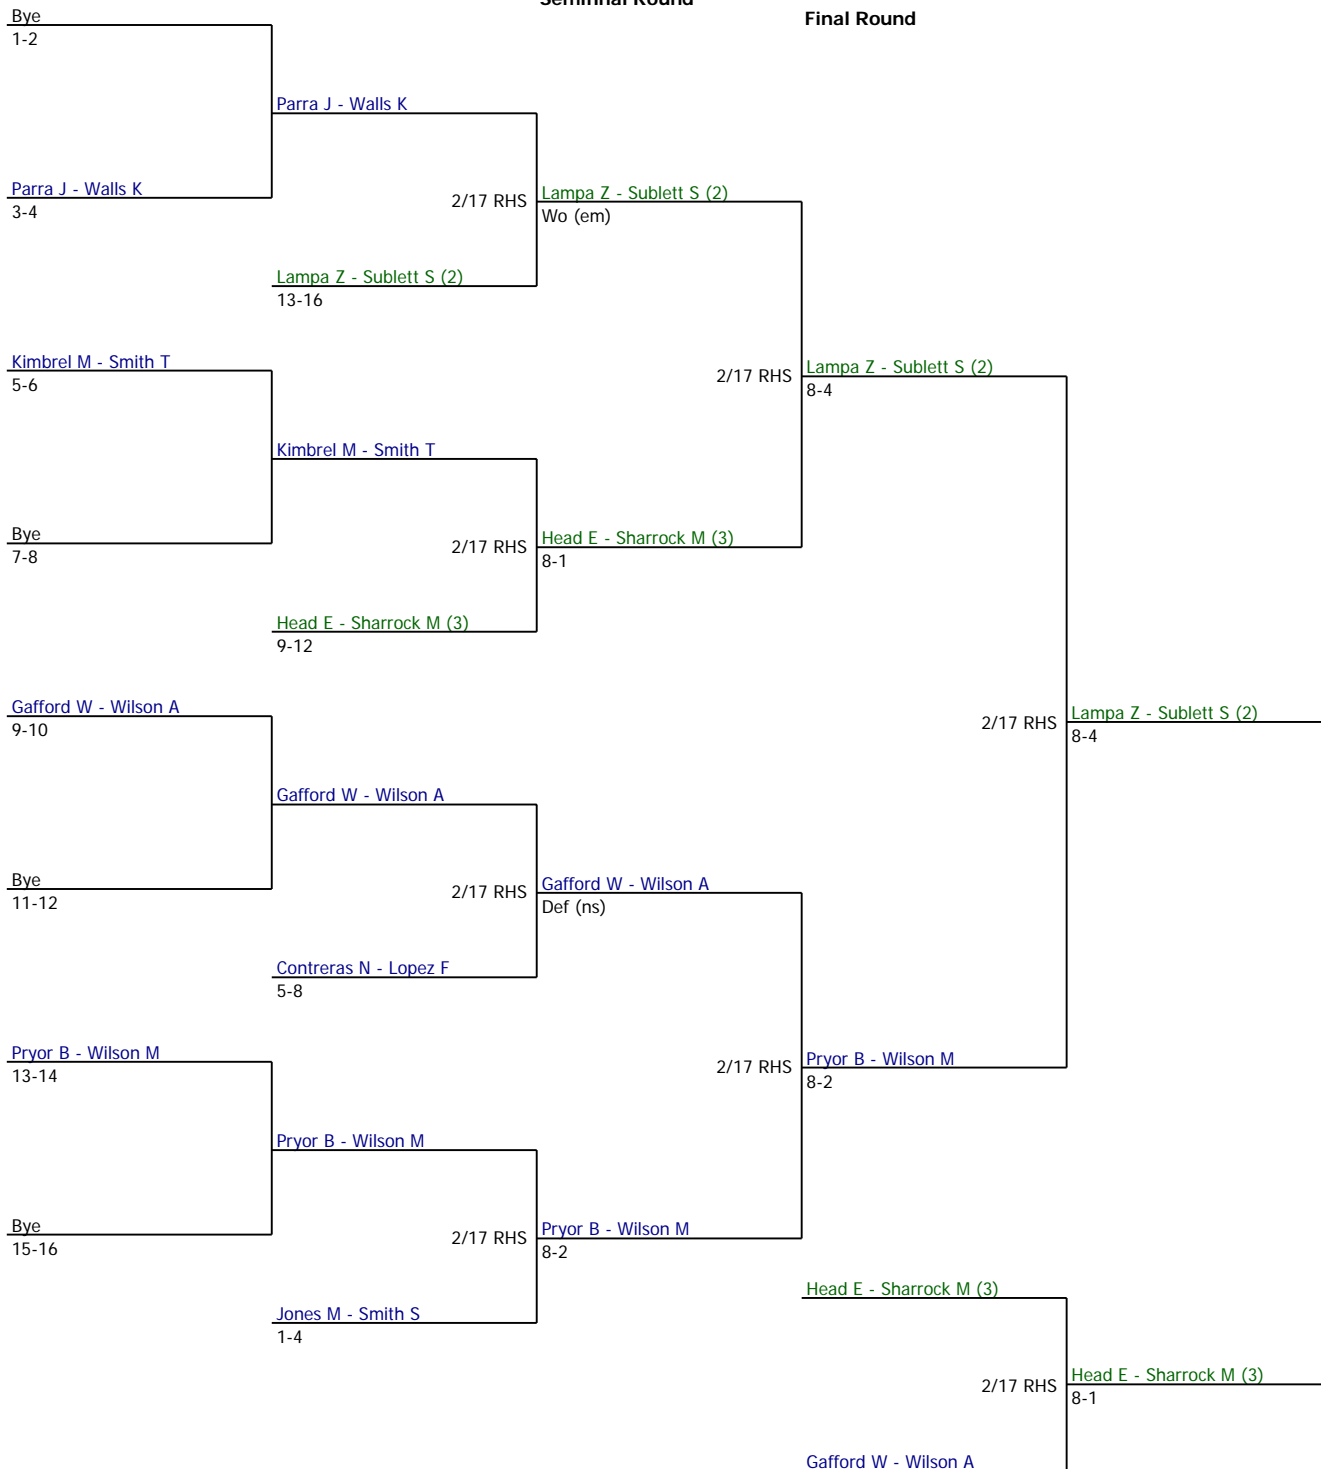 Semifinal Round
Final Round
Bye
1-2
Parra J - Walls K
Parra J - Walls K
3-4
2/17 RHS
Lampa Z - Sublett S (2)
Wo (em)
Lampa Z - Sublett S (2)
13-16
Kimbrel M - Smith T
5-6
2/17 RHS
Lampa Z - Sublett S (2)
8-4
Kimbrel M - Smith T
Bye
7-8
2/17 RHS
Head E - Sharrock M (3)
8-1
Head E - Sharrock M (3)
9-12
Gafford W - Wilson A
9-10
2/17 RHS
Lampa Z - Sublett S (2)
8-4
Gafford W - Wilson A
Bye
11-12
2/17 RHS
Gafford W - Wilson A
Def (ns)
Contreras N - Lopez F
5-8
Pryor B - Wilson M
13-14
2/17 RHS
Pryor B - Wilson M
8-2
Pryor B - Wilson M
Bye
15-16
2/17 RHS
Pryor B - Wilson M
8-2
Head E - Sharrock M (3)
Jones M - Smith S
1-4
2/17 RHS
Head E - Sharrock M (3)
8-1
Gafford W - Wilson A